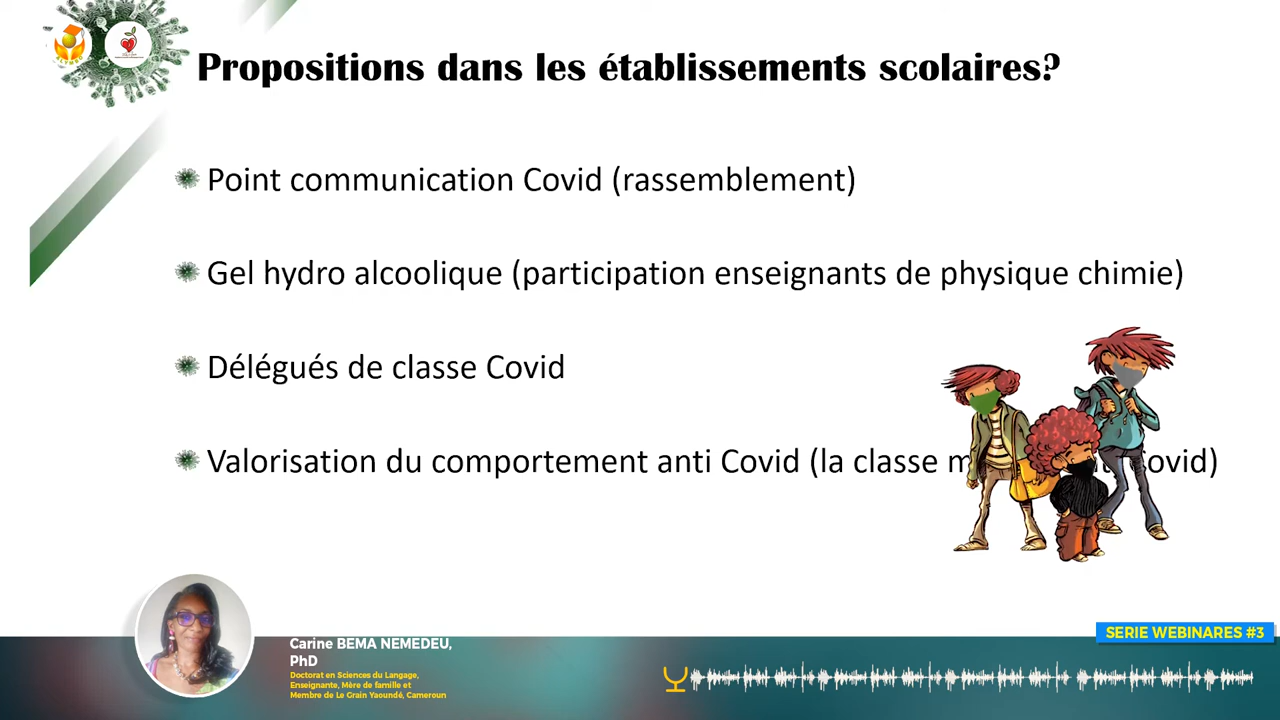 Propositions dans les établissements scolaires?
Point communication Covid (rassemblement)
Gel hydro alcoolique (participation enseignants de physique chimie)
Délégués de classe Covid
Valorisation du comportement anti Covid (la classe
Carine BEMA NEMEDEU,
PhD
Doctorat en Sciences du Langage,
Enseignante, Mère de famille et
Membre de Le Grain Yaoundé, Cameroun
SERIE WEBINARES #3